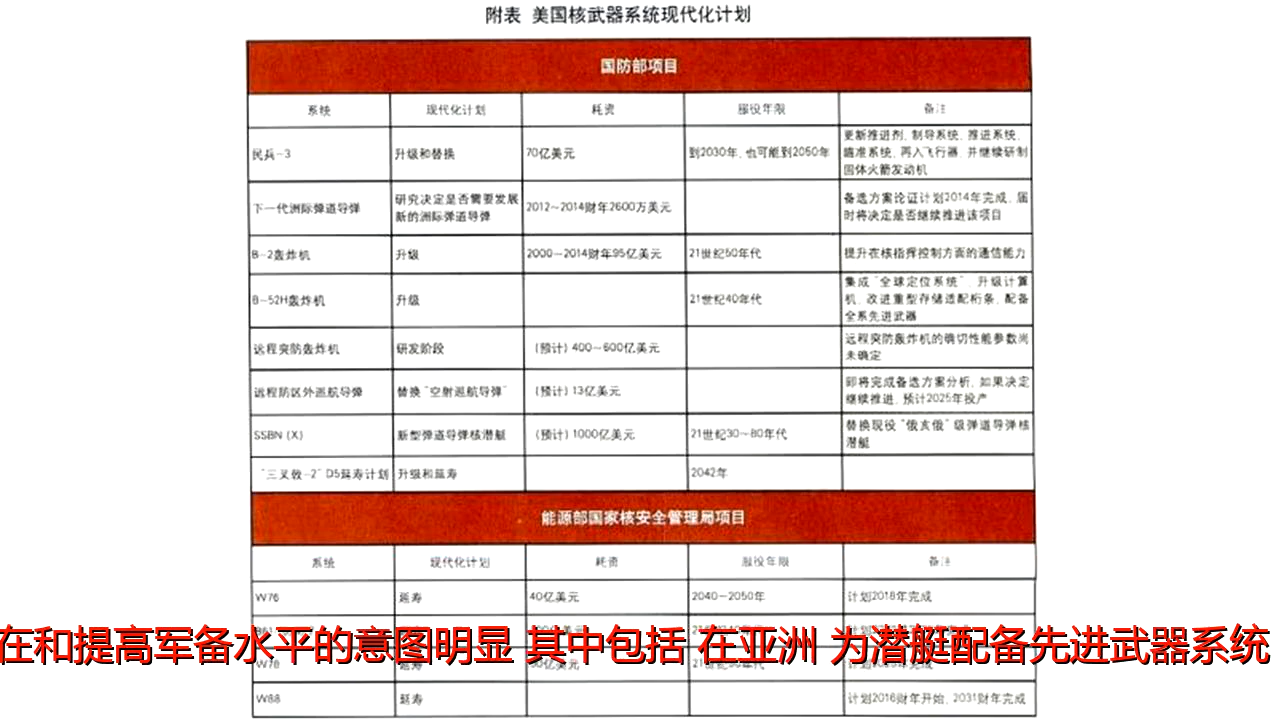 附表 美国核武器系统现代化计划
国防部项目
系统 现代化计划 耗资 服役年限 备注
民兵-3 升级和替换 70亿美元 到2030年, 也可能到2050年 更新推进剂, 制导系统, 推进系统,
瞄准系统, 再入飞行器, 并继续研制
固体火箭发动机
下一代洲际弹道导弹 研究决定是否需要发展 2012~2014财年2600万美元 备选方案论证计划2014年完成, 届
新的洲际弹道导弹 时将决定是否继续推进该项目
B-2轰炸机 升级 2000~2014财年95亿美元 21世纪50年代 提升在核指挥控制方面的通信能力
B-52H轰炸机 升级 21世纪40年代 集成“全球定位系统”, 升级计算
机, 改进重型存储适配桁条, 配备
全系先进武器
远程突防轰炸机 研发阶段 (预计) 400~600亿美元 远程突防轰炸机的确切性能参数尚
未确定
远程防区外巡航导弹 替换“空射巡航导弹” (预计) 13亿美元 即将完成备选方案分析, 如果决定
继续推进, 预计2025年投产
SSBN (X) 新型弹道导弹核潜艇 (预计) 1000亿美元 21世纪30~80年代 替换现役“俄亥俄”级弹道导弹核
潜艇
“三叉戟-2” D5延寿计划 升级和延寿 2042年
能源部国家核安全管理局项目
系统 现代化计划 耗资 服役年限 备注
W76 延寿 40亿美元 2040~2050年 计划2018年完成
在和提高军备水平的意图明显 其中包括 在亚洲 为潜艇配备先进武器系统
W78 延寿
W88 延寿 计划2016财年开始, 2031财年完成